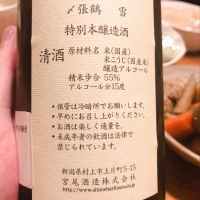 〆張鶴 雪
特別本醸造酒
清酒
原材料名 米(国産)
米こうじ(国産米)
醸造アルコール
精米歩合 55%
アルコール分15度
• 保管は冷暗所でお願いします。
• 早めにお召し上がりください。
• お酒は楽しく適量を。
• 未成年者の飲酒は法律で
禁じられています。
新潟県村上市上片町5-15
宮尾酒造株式会社